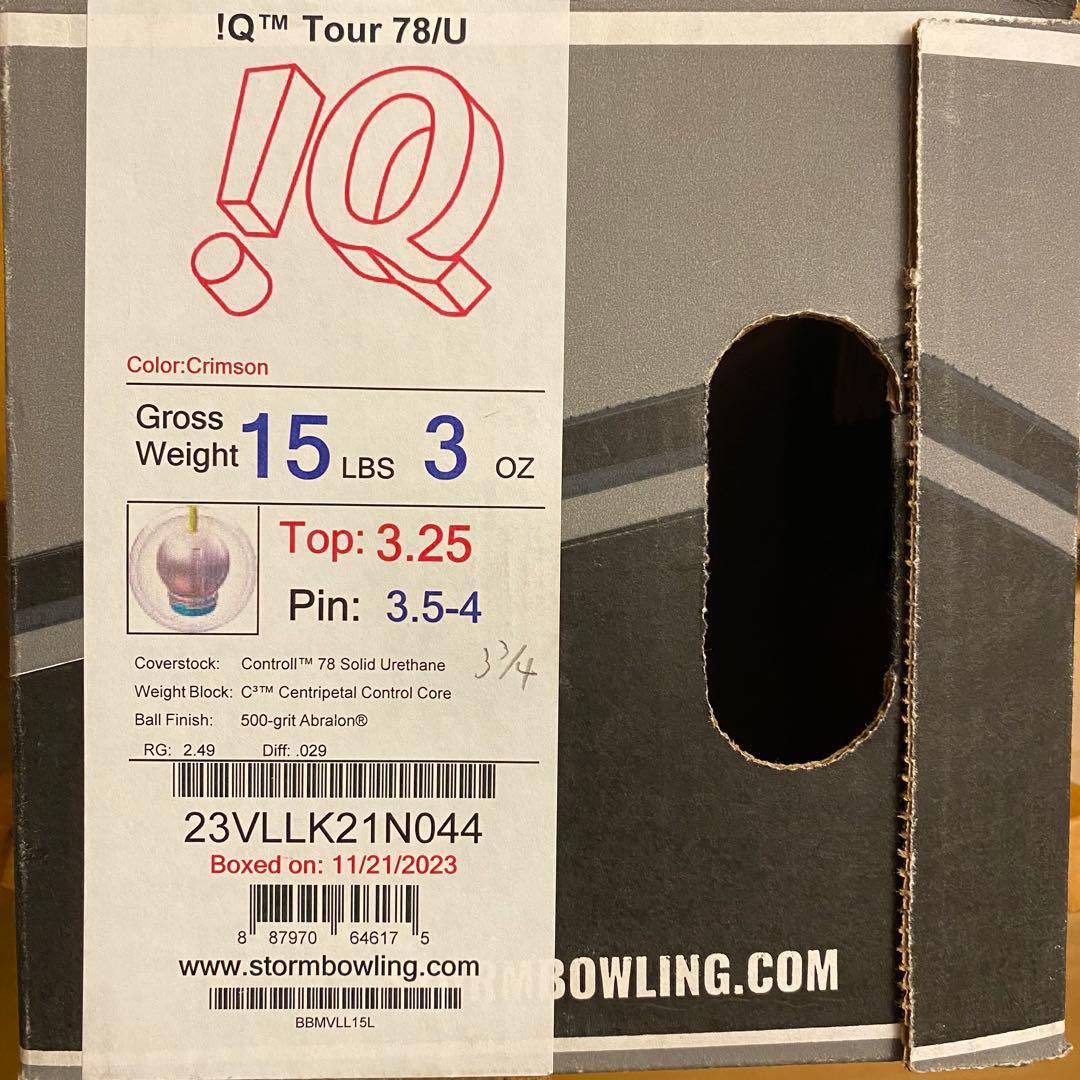 !Q™ Tour 78/U
!Q
Color:Crimson
Gross Weight 15 LBS 3 OZ
Top: 3.25
Pin: 3.5-4
3 3/4
Coverstock: Controll™ 78 Solid Urethane
Weight Block: C³™ Centripetal Control Core
Ball Finish: 500-grit Abralon®
RG: 2.49 Diff: .029
23VLLK21N044
Boxed on: 11/21/2023
8 87970 64617 5
www.stormbowling.com
RMBOWLING.COM
BBMVLL15L